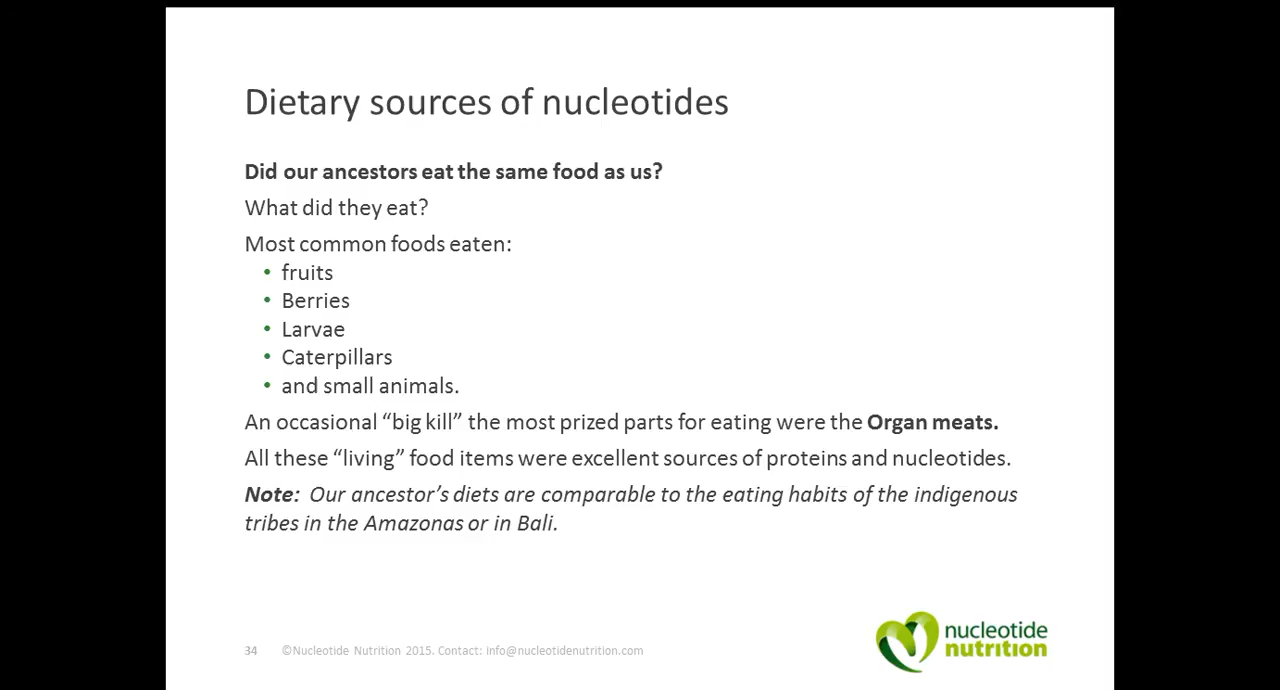 Dietary sources of nucleotides
Did our ancestors eat the same food as us?
What did they eat?
Most common foods eaten:
• fruits
• Berries
• Larvae
• Caterpillars
• and small animals.
An occasional “big kill” the most prized parts for eating were the Organ meats.
All these “living” food items were excellent sources of proteins and nucleotides.
Note: Our ancestor’s diets are comparable to the eating habits of the indigenous
tribes in the Amazonas or in Bali.
34 ©Nucleotide Nutrition 2015. Contact: info@nucleotidenutrition.com
nucleotide
nutrition